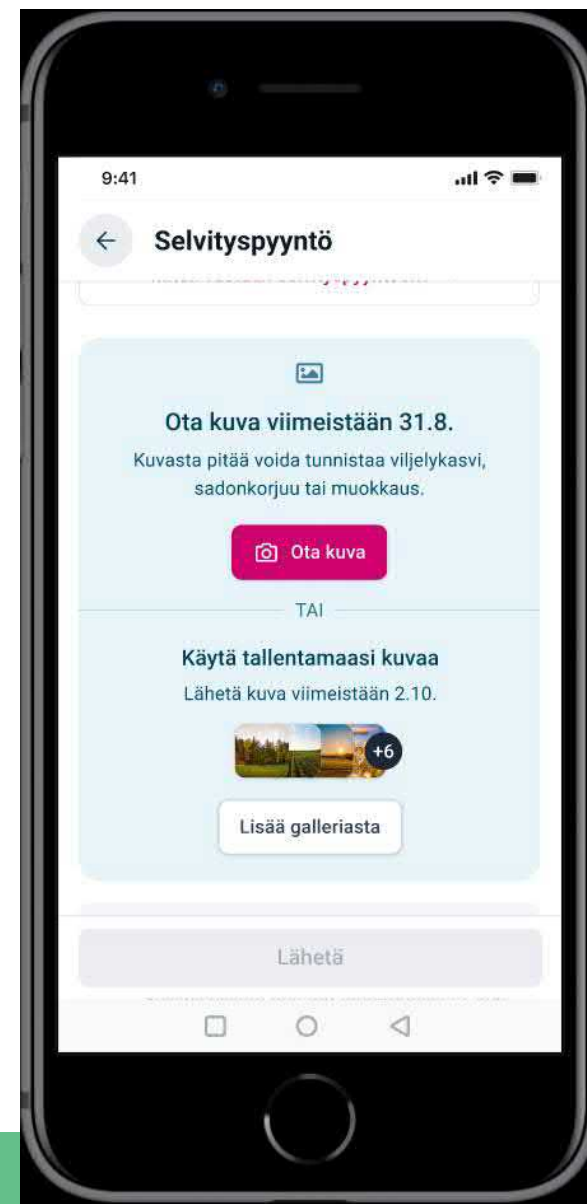 9:41
Selvityspyyntö
Ota kuva viimeistään 31.8.
Kuvasta pitää voida tunnistaa viljelykasvi,
sadonkorjuu tai muokkaus.
Ota kuva
TAI
Käytä tallentamaasi kuvaa
Lähetä kuva viimeistään 2.10.
+6
Lisää galleriasta
Lähetä